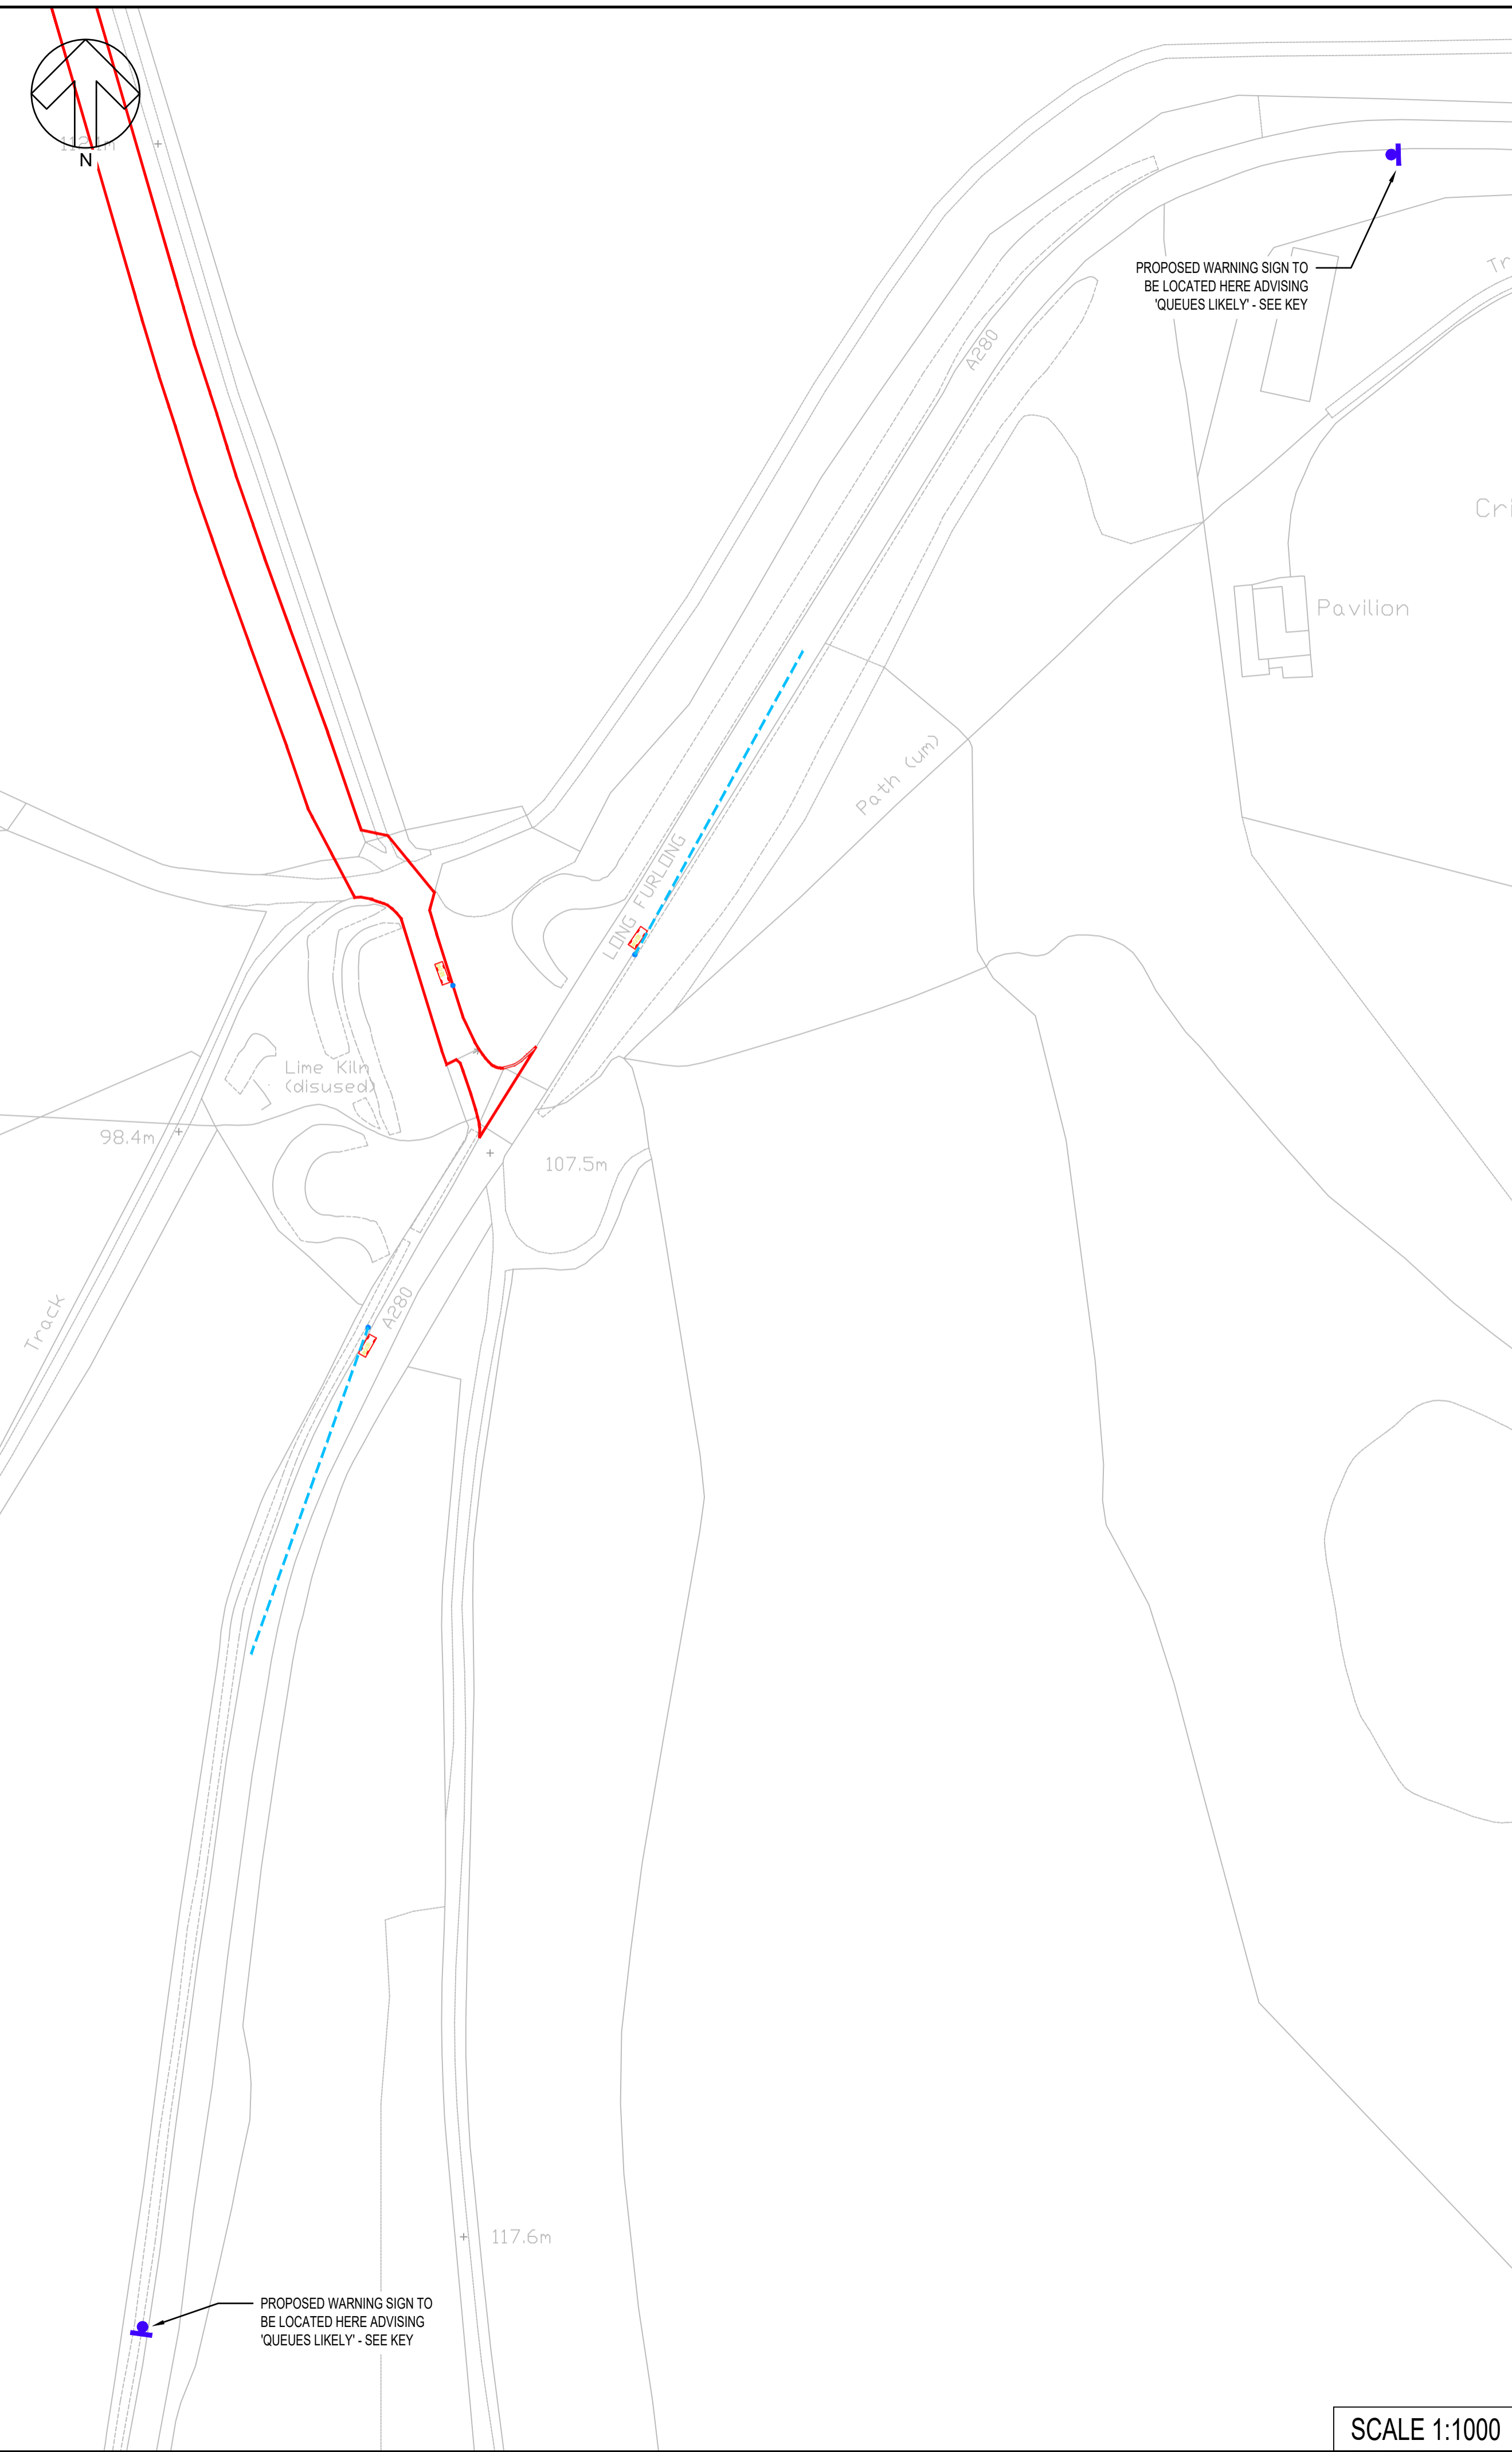 N
PROPOSED WARNING SIGN TO
BE LOCATED HERE ADVISING
'QUEUES LIKELY' - SEE KEY
A280
Pavilion
Path (um)
LONG FURLONG
Lime Kiln
(disused)
98.4m
107.5m
A280
Track
117.6m
PROPOSED WARNING SIGN TO
BE LOCATED HERE ADVISING
'QUEUES LIKELY' - SEE KEY
SCALE 1:1000